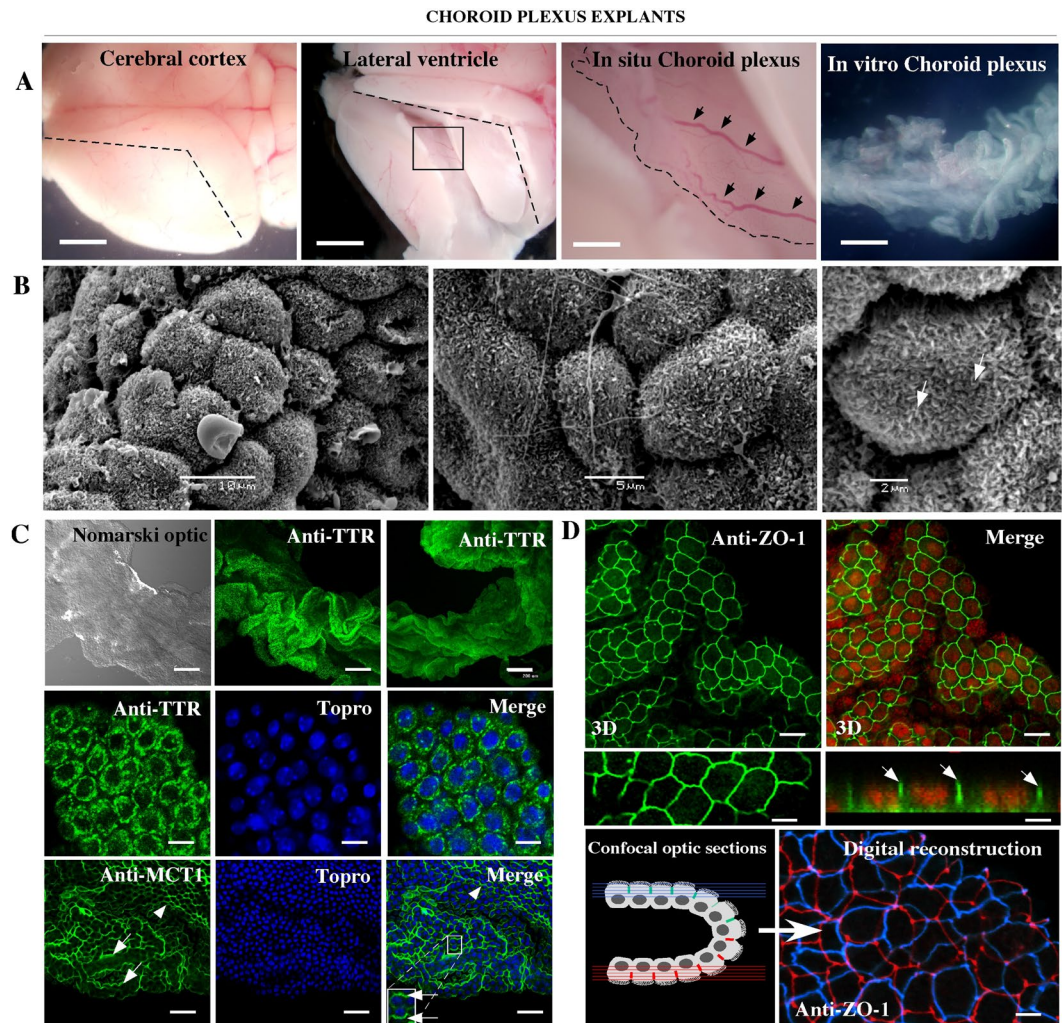 CHOROID PLEXUS EXPLANTS
A
Cerebral cortex
Lateral ventricle
In situ Choroid plexus
In vitro Choroid plexus
B
10 µm
5 µm
2 µm
C
Nomarski optic
Anti-TTR
Anti-TTR
200 um
Anti-TTR
Topro
Merge
Anti-MCT1
Topro
Merge
D
Anti-ZO-1
Merge
3D
3D
Confocal optic sections
Digital reconstruction
Anti-ZO-1